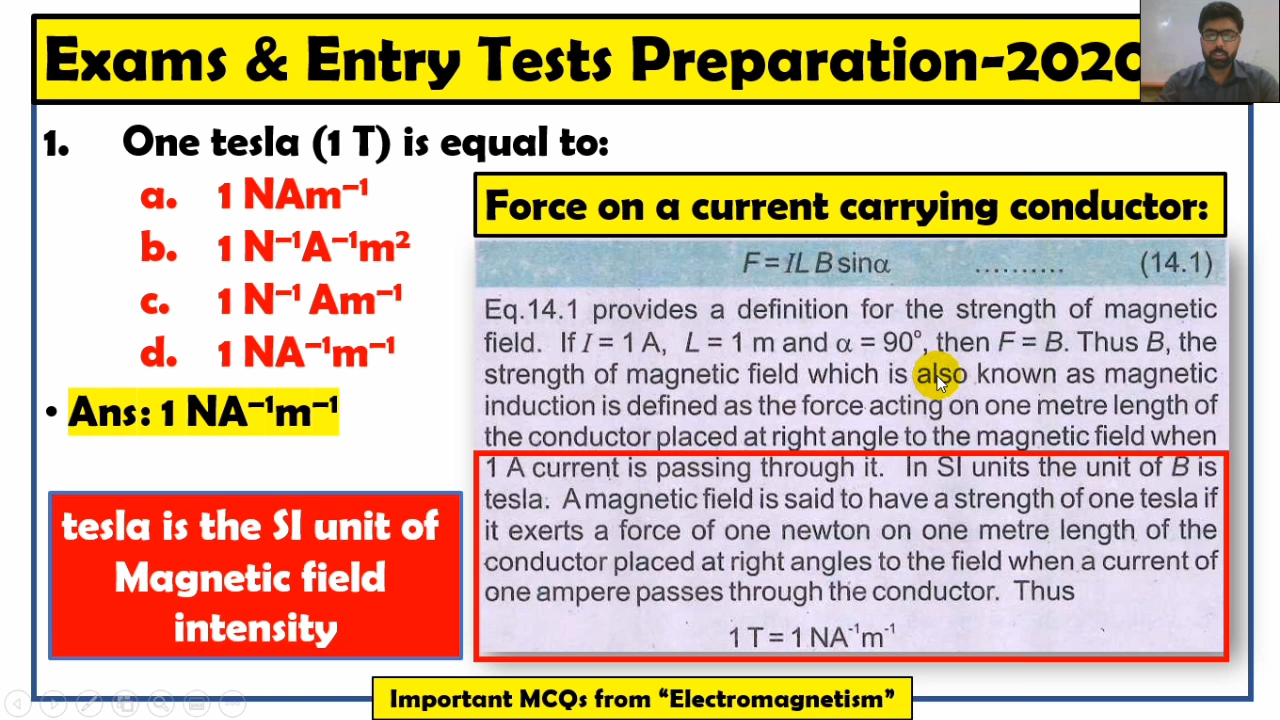 Exams & Entry Tests Preparation-2020
1. One tesla (1 T) is equal to:
a. 1 NAm⁻¹
b. 1 N⁻¹A⁻¹m²
c. 1 N⁻¹ Am⁻¹
d. 1 NA⁻¹m⁻¹
• Ans: 1 NA⁻¹m⁻¹
tesla is the SI unit of
Magnetic field
intensity
Force on a current carrying conductor:
F = ILB sinα .......... (14.1)
Eq.14.1 provides a definition for the strength of magnetic
field. If I = 1 A, L = 1 m and α = 90°, then F = B. Thus B, the
strength of magnetic field which is also known as magnetic
induction is defined as the force acting on one metre length of
the conductor placed at right angle to the magnetic field when
1 A current is passing through it. In SI units the unit of B is
tesla. A magnetic field is said to have a strength of one tesla if
it exerts a force of one newton on one metre length of the
conductor placed at right angles to the field when a current of
one ampere passes through the conductor. Thus
1 T = 1 NA⁻¹m⁻¹
Important MCQs from “Electromagnetism”